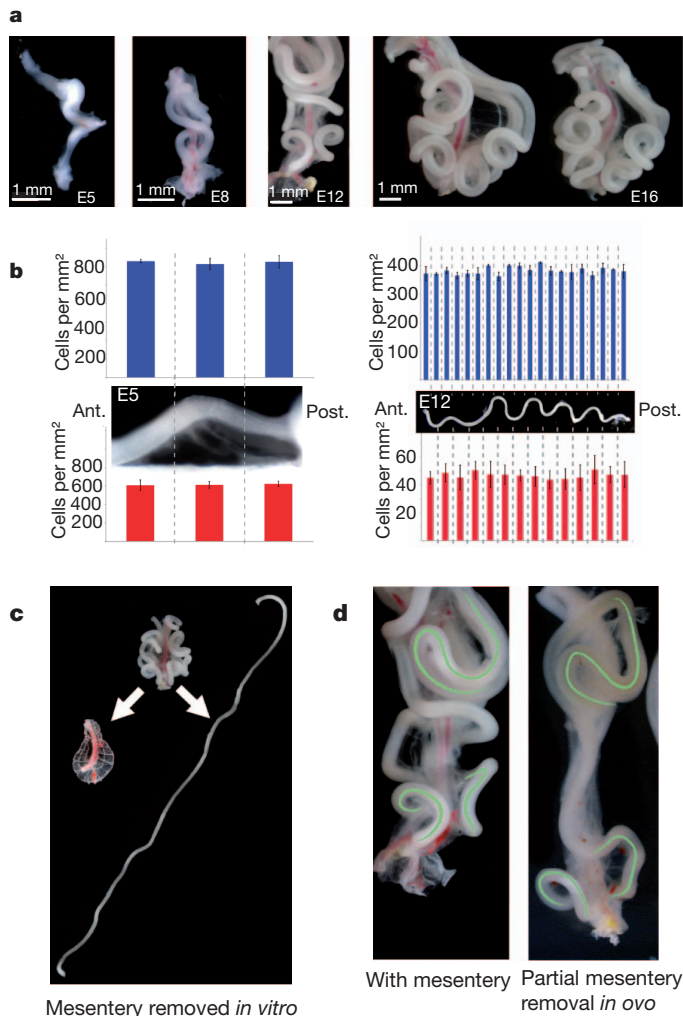 a
1 mm E5
1 mm E8
1 mm E12
1 mm E16
b
Cells per mm²
800
600
400
200
E5
Ant.
Post.
Cells per mm²
800
600
400
200
Cells per mm²
400
300
200
100
E12
Ant.
Post.
Cells per mm²
60
40
20
c
Mesentery removed in vitro
d
With mesentery
Partial mesentery
removal in ovo